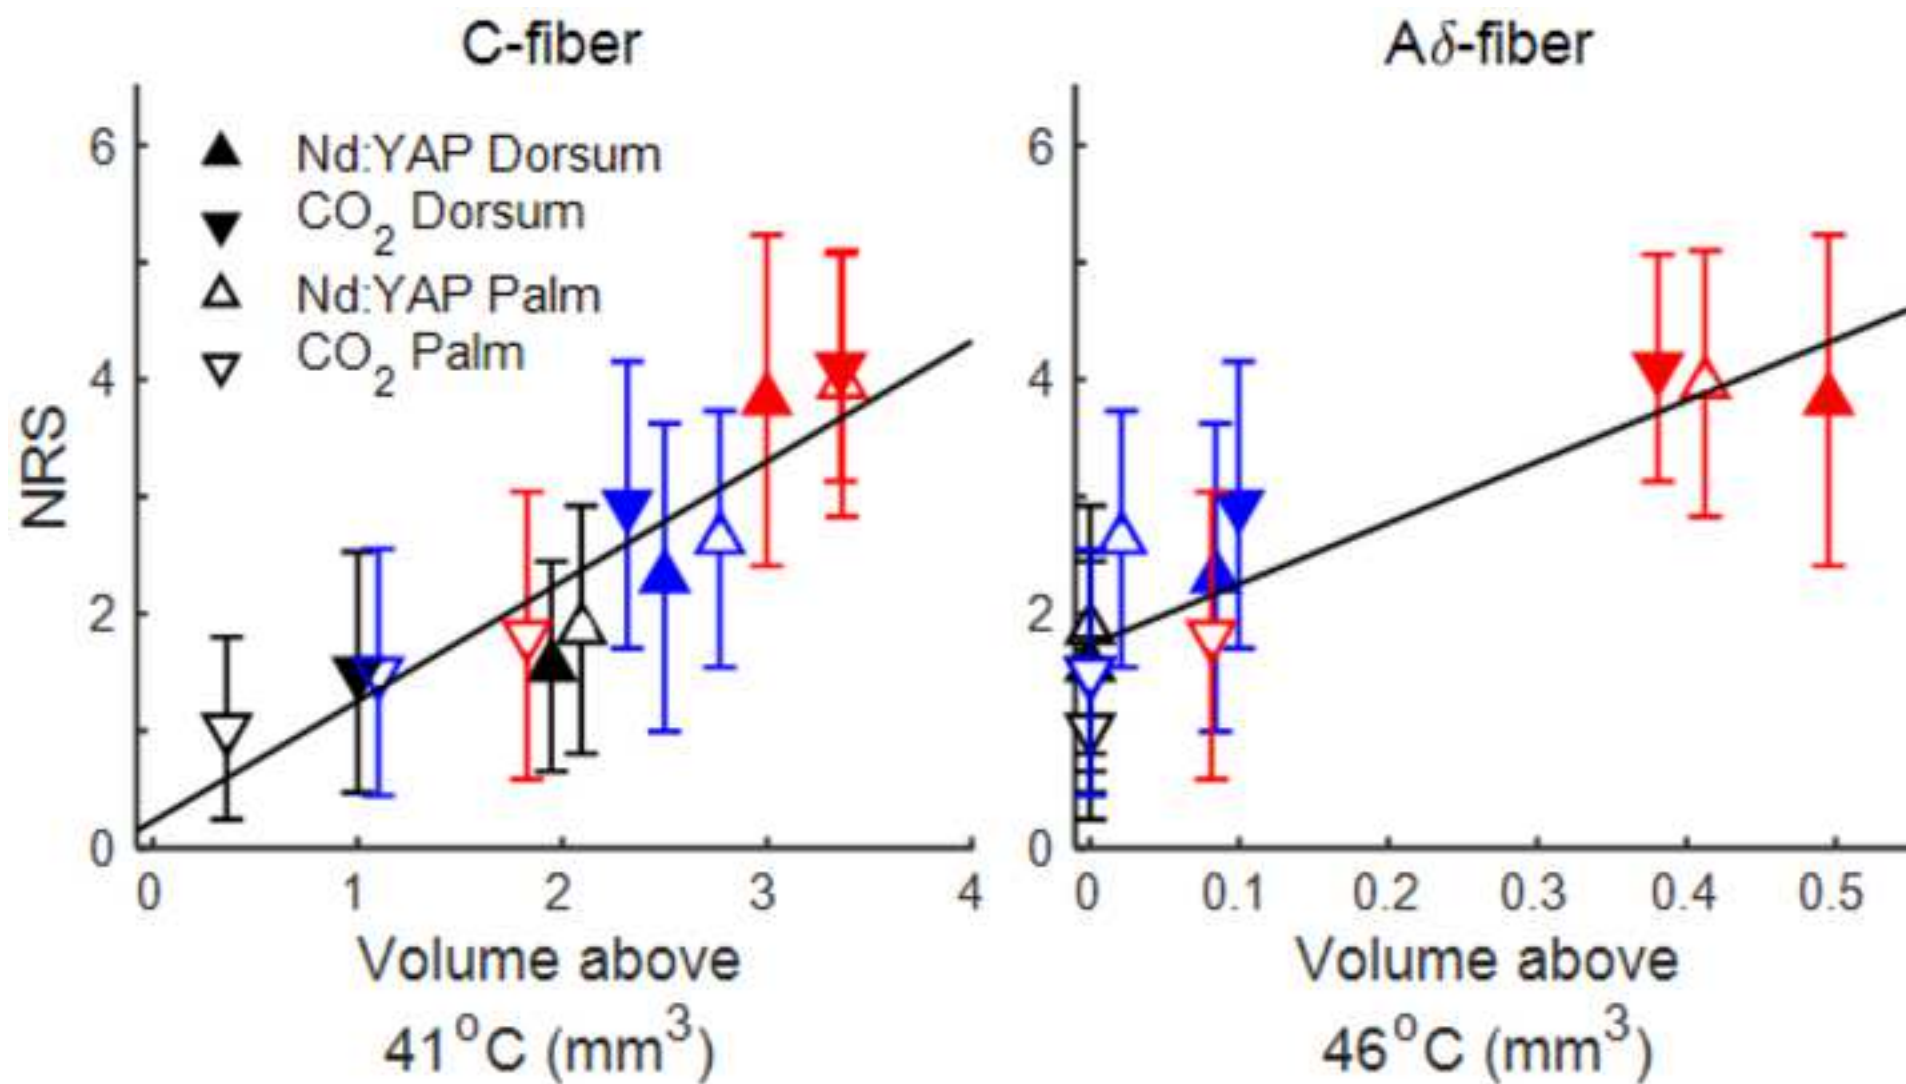 C-fiber
Aδ-fiber
NRS
6
4
2
0
Nd:YAP Dorsum
CO2 Dorsum
Nd:YAP Palm
CO2 Palm
0 1 2 3 4
Volume above
41°C (mm³)
6
4
2
0
0 0.1 0.2 0.3 0.4 0.5
Volume above
46°C (mm³)